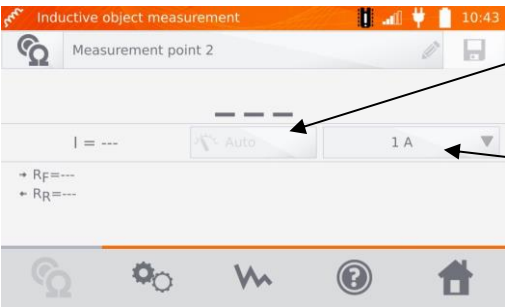 Inductive object measurement 10:43
Measurement point 2
---
I = --- Auto 1 A
→ RF=---
← RR=---